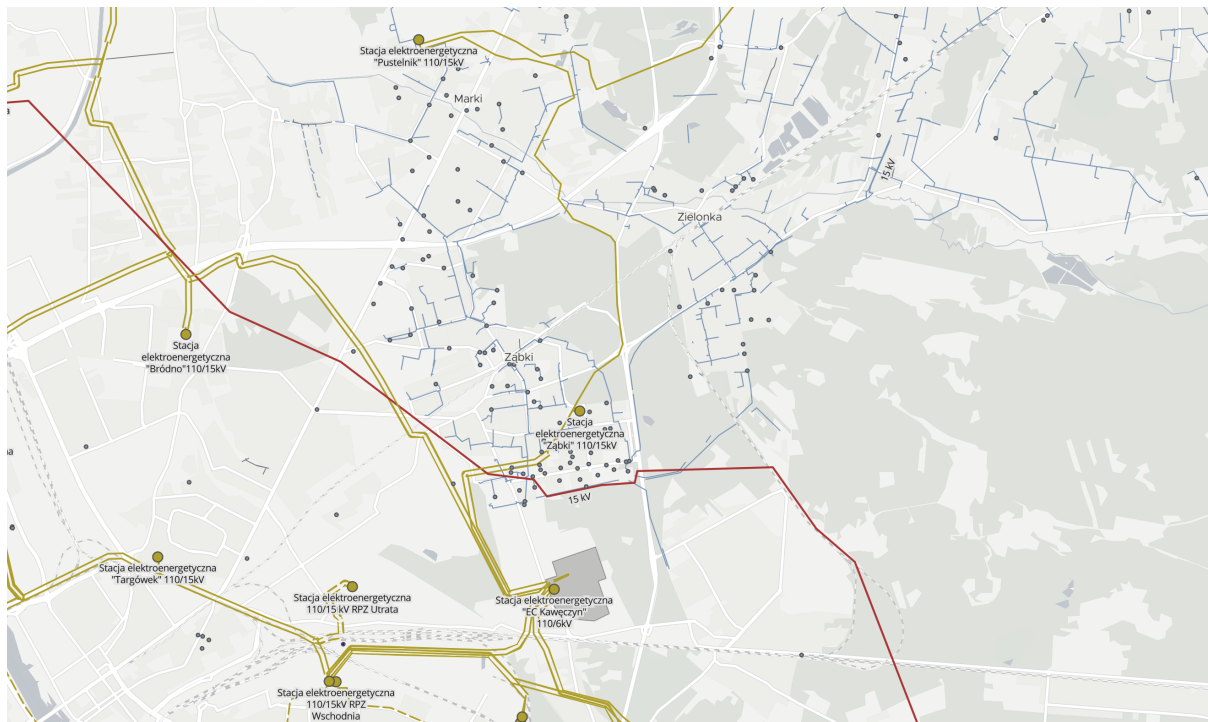 Stacja elektroenergetyczna
"Pustelnik" 110/15kV
Marki
a
15 kV
Zielonka
Stacja
elektroenergetyczna
"Bródno"110/15kV
Ząbki
Stacja
elektroenergetyczna
"Ząbki" 110/15kV
na
15 kV
Stacja elektroenergetyczna
"Targówek" 110/15kV
Stacja elektroenergetyczna
110/15 kV RPZ Utrata
Stacja elektroenergetyczna
"EC Kawęczyn"
110/6kV
Stacja elektroenergetyczna
110/15kV RPZ
Wschodnia